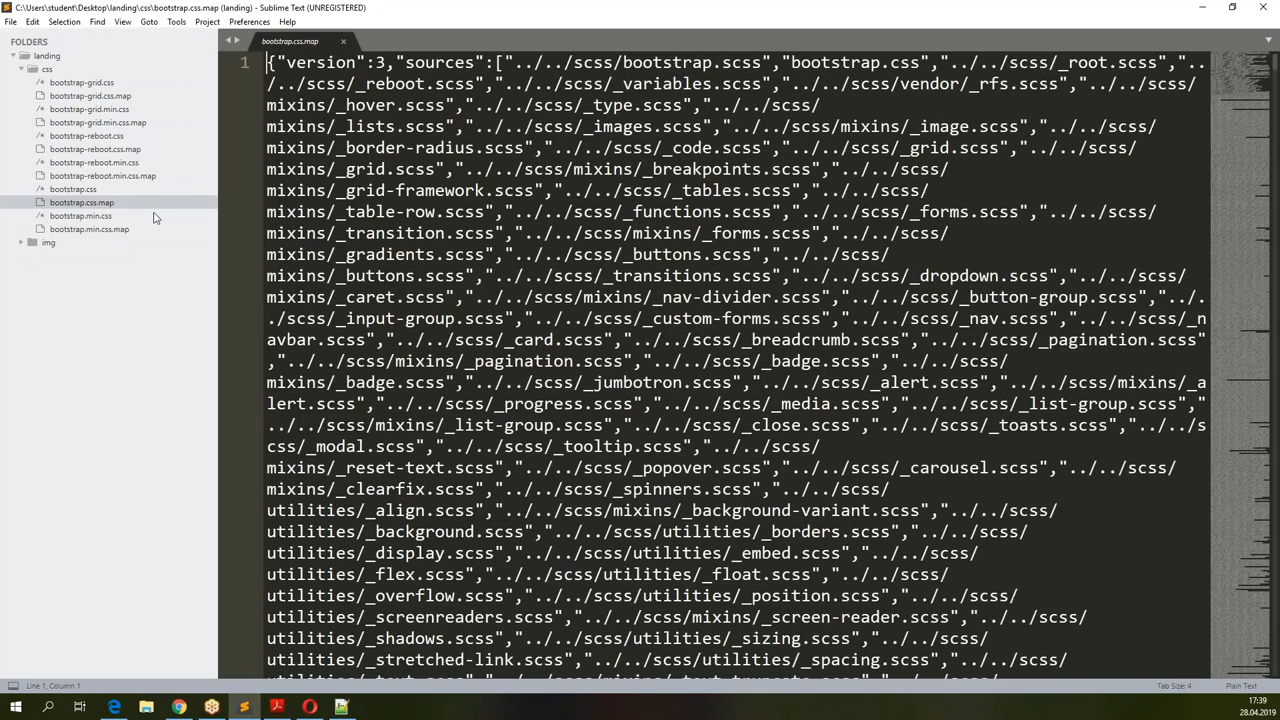 C:\Users\student\Desktop\landing\css\bootstrap.css.map (landing) - Sublime Text (UNREGISTERED)
File Edit Selection Find View Goto Tools Project Preferences Help
FOLDERS
landing
css
bootstrap-grid.css
bootstrap-grid.css.map
bootstrap-grid.min.css
bootstrap-grid.min.css.map
bootstrap-reboot.css
bootstrap-reboot.css.map
bootstrap-reboot.min.css
bootstrap-reboot.min.css.map
bootstrap.css
bootstrap.css.map
bootstrap.min.css
bootstrap.min.css.map
img
bootstrap.css.map
1
{"version":3,"sources":["../../scss/bootstrap.scss","bootstrap.css","../../scss/_root.scss","..
/../scss/_reboot.scss","../../scss/_variables.scss","../../scss/vendor/_rfs.scss","../../scss/
mixins/_hover.scss","../../scss/_type.scss","../../scss/
mixins/_lists.scss","../../scss/_images.scss","../../scss/mixins/_image.scss","../../scss/
mixins/_border-radius.scss","../../scss/_code.scss","../../scss/_grid.scss","../../scss/
mixins/_grid.scss","../../scss/mixins/_breakpoints.scss","../../scss/
mixins/_grid-framework.scss","../../scss/_tables.scss","../../scss/
mixins/_table-row.scss","../../scss/_functions.scss","../../scss/_forms.scss","../../scss/
mixins/_transition.scss","../../scss/mixins/_forms.scss","../../scss/
mixins/_gradients.scss","../../scss/_buttons.scss","../../scss/
mixins/_buttons.scss","../../scss/_transitions.scss","../../scss/_dropdown.scss","../../scss/
mixins/_caret.scss","../../scss/mixins/_nav-divider.scss","../../scss/_button-group.scss","../.
./scss/_input-group.scss","../../scss/_custom-forms.scss","../../scss/_nav.scss","../../scss/_n
avbar.scss","../../scss/_card.scss","../../scss/_breadcrumb.scss","../../scss/_pagination.scss"
,"../../scss/mixins/_pagination.scss","../../scss/_badge.scss","../../scss/
mixins/_badge.scss","../../scss/_jumbotron.scss","../../scss/_alert.scss","../../scss/mixins/_a
lert.scss","../../scss/_progress.scss","../../scss/_media.scss","../../scss/_list-group.scss","
../../scss/mixins/_list-group.scss","../../scss/_close.scss","../../scss/_toasts.scss","../../s
css/_modal.scss","../../scss/_tooltip.scss","../../scss/
mixins/_reset-text.scss","../../scss/_popover.scss","../../scss/_carousel.scss","../../scss/
mixins/_clearfix.scss","../../scss/_spinners.scss","../../scss/
utilities/_align.scss","../../scss/mixins/_background-variant.scss","../../scss/
utilities/_background.scss","../../scss/utilities/_borders.scss","../../scss/
utilities/_display.scss","../../scss/utilities/_embed.scss","../../scss/
utilities/_flex.scss","../../scss/utilities/_float.scss","../../scss/
utilities/_overflow.scss","../../scss/utilities/_position.scss","../../scss/
utilities/_screenreaders.scss","../../scss/mixins/_screen-reader.scss","../../scss/
utilities/_shadows.scss","../../scss/utilities/_sizing.scss","../../scss/
utilities/_stretched-link.scss","../../scss/utilities/_spacing.scss","../../scss/
Line 1, Column 1
Tab Size: 4
Plain Text
17:39
28.04.2019